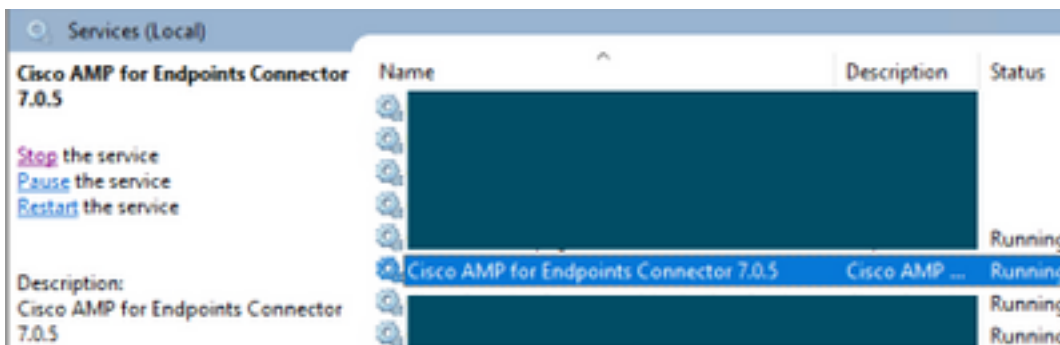 Services (Local)
Cisco AMP for Endpoints Connector
7.0.5
Stop the service
Pause the service
Restart the service
Description:
Cisco AMP for Endpoints Connector
7.0.5
Name Description Status
Running
Cisco AMP for Endpoints Connector 7.0.5 Cisco AMP ... Running
Running
Running